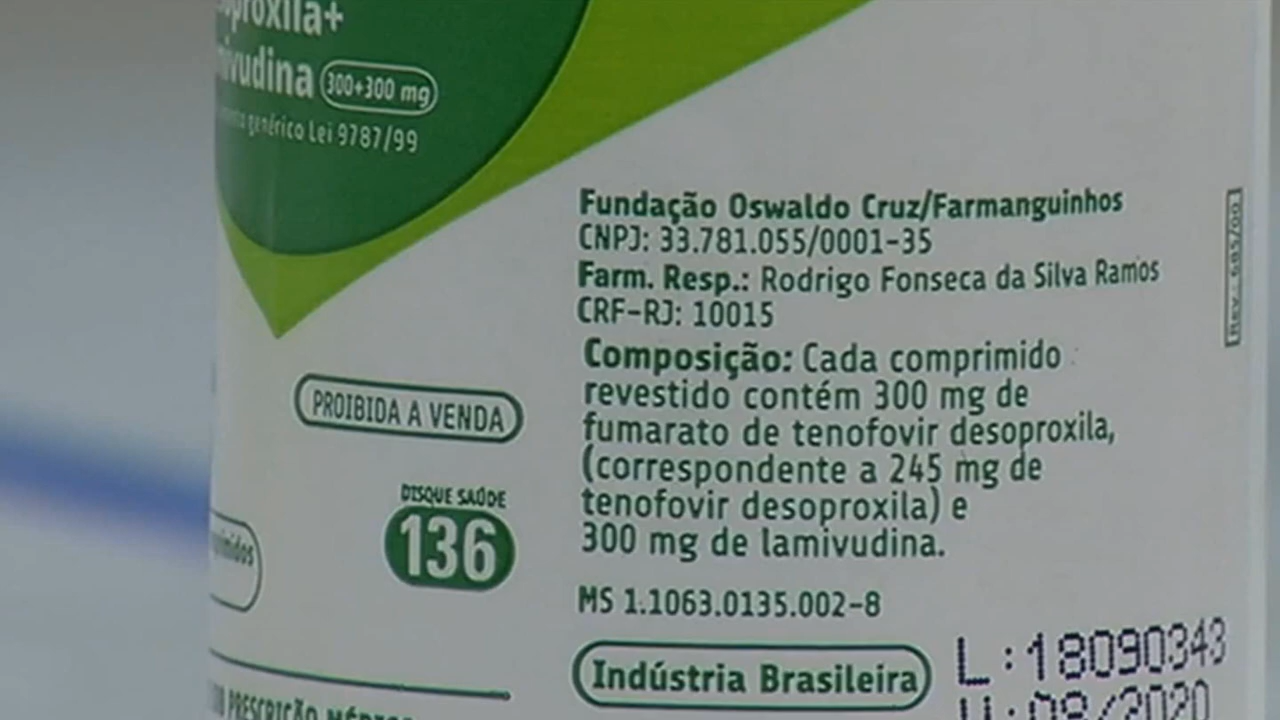 300+300 mg
genérico Lei 9787/99
Fundação Oswaldo Cruz/Farmanguinhos
CNPJ: 33.781.055/0001-35
Farm. Resp.: Rodrigo Fonseca da Silva Ramos
CRF-RJ: 10015
Composição: Cada comprimido
revestido contém 300 mg de
fumarato de tenofovir desoproxila,
(correspondente a 245 mg de
tenofovir desoproxila) e
300 mg de lamivudina.
MS 1.1063.0135.002-8
Indústria Brasileira
L:18090343
V:08/2020
PROIBIDA A VENDA
DISQUE SAÚDE
136
PRESCRIÇÃO